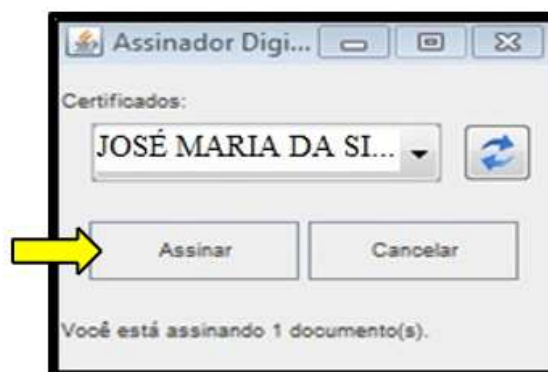 Assinador Digi...
Certificados:
JOSÉ MARIA DA SI...
Assinar Cancelar
Você está assinando 1 documento(s).